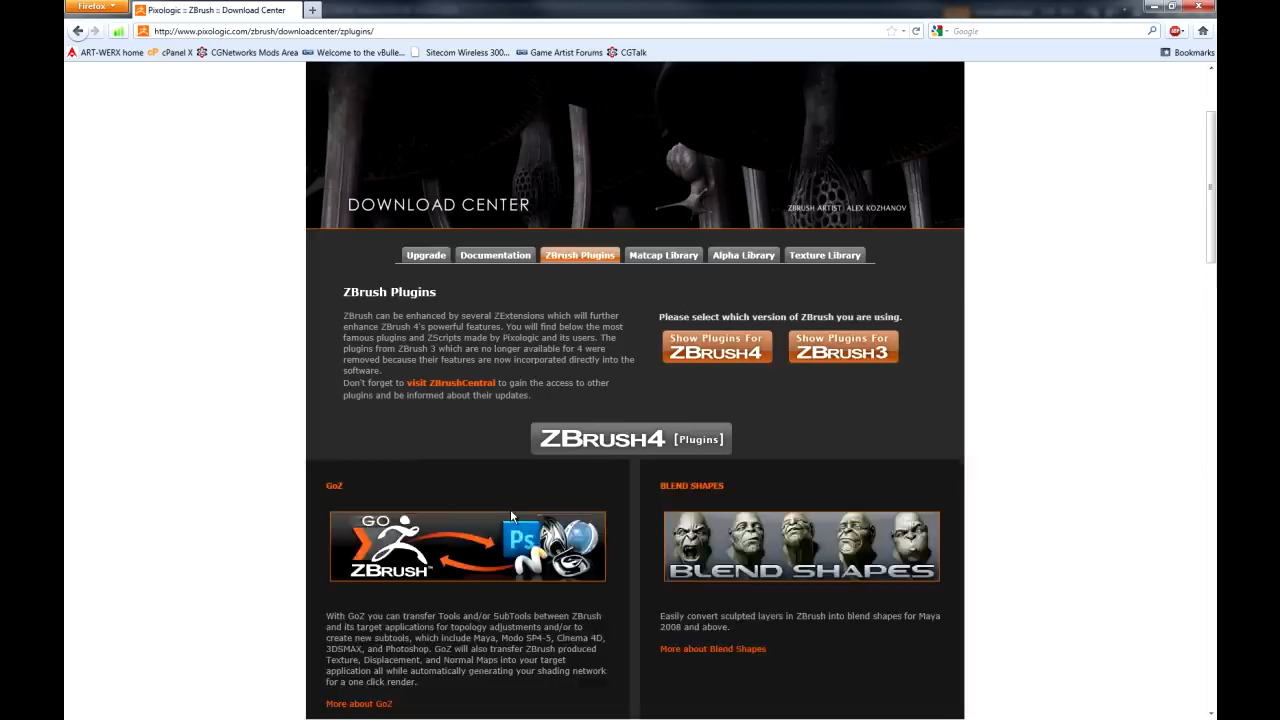 Firefox
Pixologic :: ZBrush :: Download Center
http://www.pixologic.com/zbrush/downloadcenter/zplugins/
Google
ART-WERX home
cPanel X
CGNetworks Mods Area
Welcome to the vBulle...
Sitecom Wireless 300...
Game Artist Forums
CGTalk
Bookmarks
DOWNLOAD CENTER
ZBRUSH ARTIST: ALEX KOZHANOV
Upgrade
Documentation
ZBrush Plugins
Matcap Library
Alpha Library
Texture Library
ZBrush Plugins
ZBrush can be enhanced by several ZExtensions which will further
enhance ZBrush 4's powerful features. You will find below the most
famous plugins and ZScripts made by Pixologic and its users. The
plugins from ZBrush 3 which are no longer available for 4 were
removed because their features are now incorporated directly into the
software.
Don't forget to visit ZBrushCentral to gain the access to other
plugins and be informed about their updates.
Please select which version of ZBrush you are using.
Show Plugins For
ZBRUSH4
Show Plugins For
ZBRUSH3
ZBRUSH4 [Plugins]
GoZ
GO
ZBRUSH™
Ps
With GoZ you can transfer Tools and/or SubTools between ZBrush
and its target applications for topology adjustments and/or to
create new subtools, which include Maya, Modo SP4-5, Cinema 4D,
3DSMAX, and Photoshop. GoZ will also transfer ZBrush produced
Texture, Displacement, and Normal Maps into your target
application all while automatically generating your shading network
for a one click render.
More about GoZ
BLEND SHAPES
BLEND SHAPES
Easily convert sculpted layers in ZBrush into blend shapes for Maya
2008 and above.
More about Blend Shapes